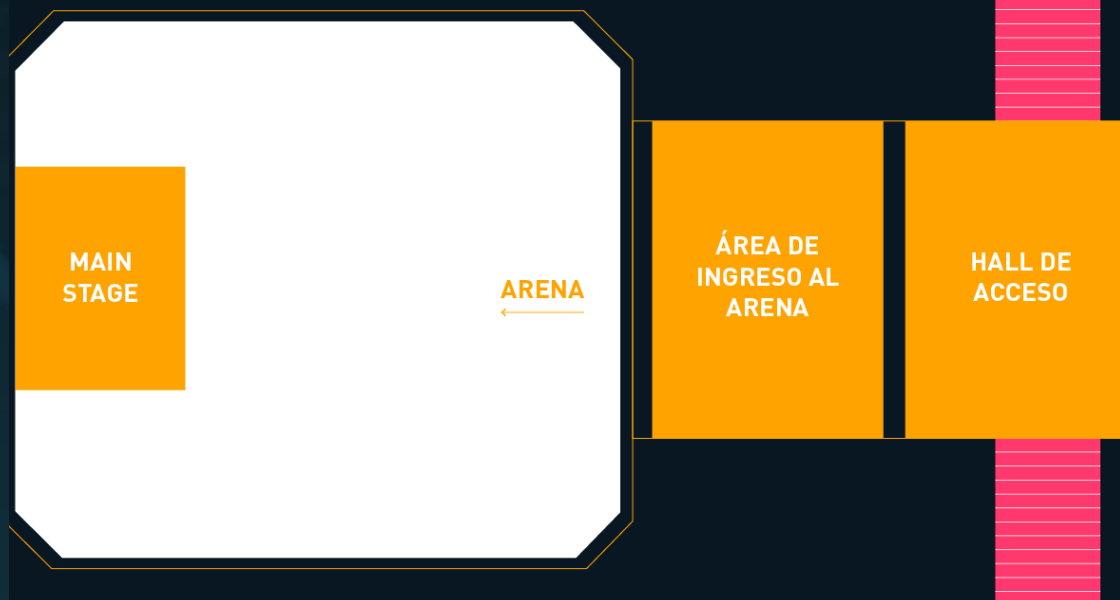 MAIN
STAGE
ARENA
ÁREA DE
INGRESO AL
ARENA
HALL DE
ACCESO